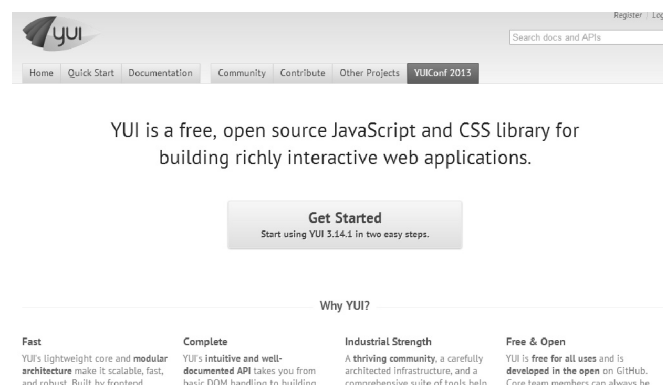 Register
YUI
Search docs and APIs
Home Quick Start Documentation Community Contribute Other Projects YUIConf 2013
YUI is a free, open source JavaScript and CSS library for
building richly interactive web applications.
Get Started
Start using YUI 3.14.1 in two easy steps.
Why YUI?
Fast
YUI's lightweight core and modular
architecture make it scalable, fast,
and robust. Built by frontend
Complete
YUI's intuitive and well-
documented API takes you from
basic DOM handling to building
Industrial Strength
A thriving community, a carefully
architected infrastructure, and a
comprehensive suite of tools help
Free & Open
YUI is free for all uses and is
developed in the open on GitHub.
Core team members can always be